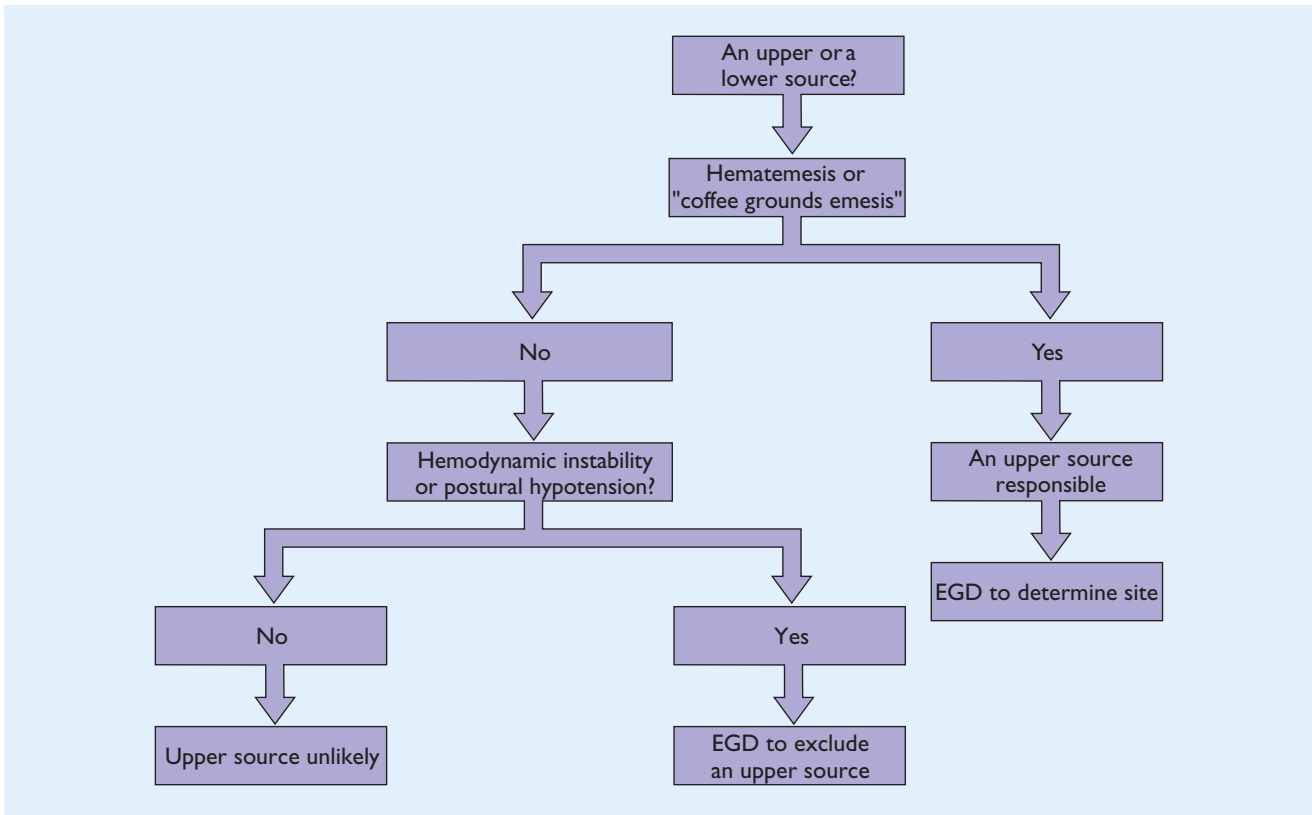 An upper or a
lower source?
Hematemesis or
"coffee grounds emesis"
No
Yes
Hemodynamic instability
or postural hypotension?
An upper source
responsible
EGD to determine site
No
Yes
Upper source unlikely
EGD to exclude
an upper source